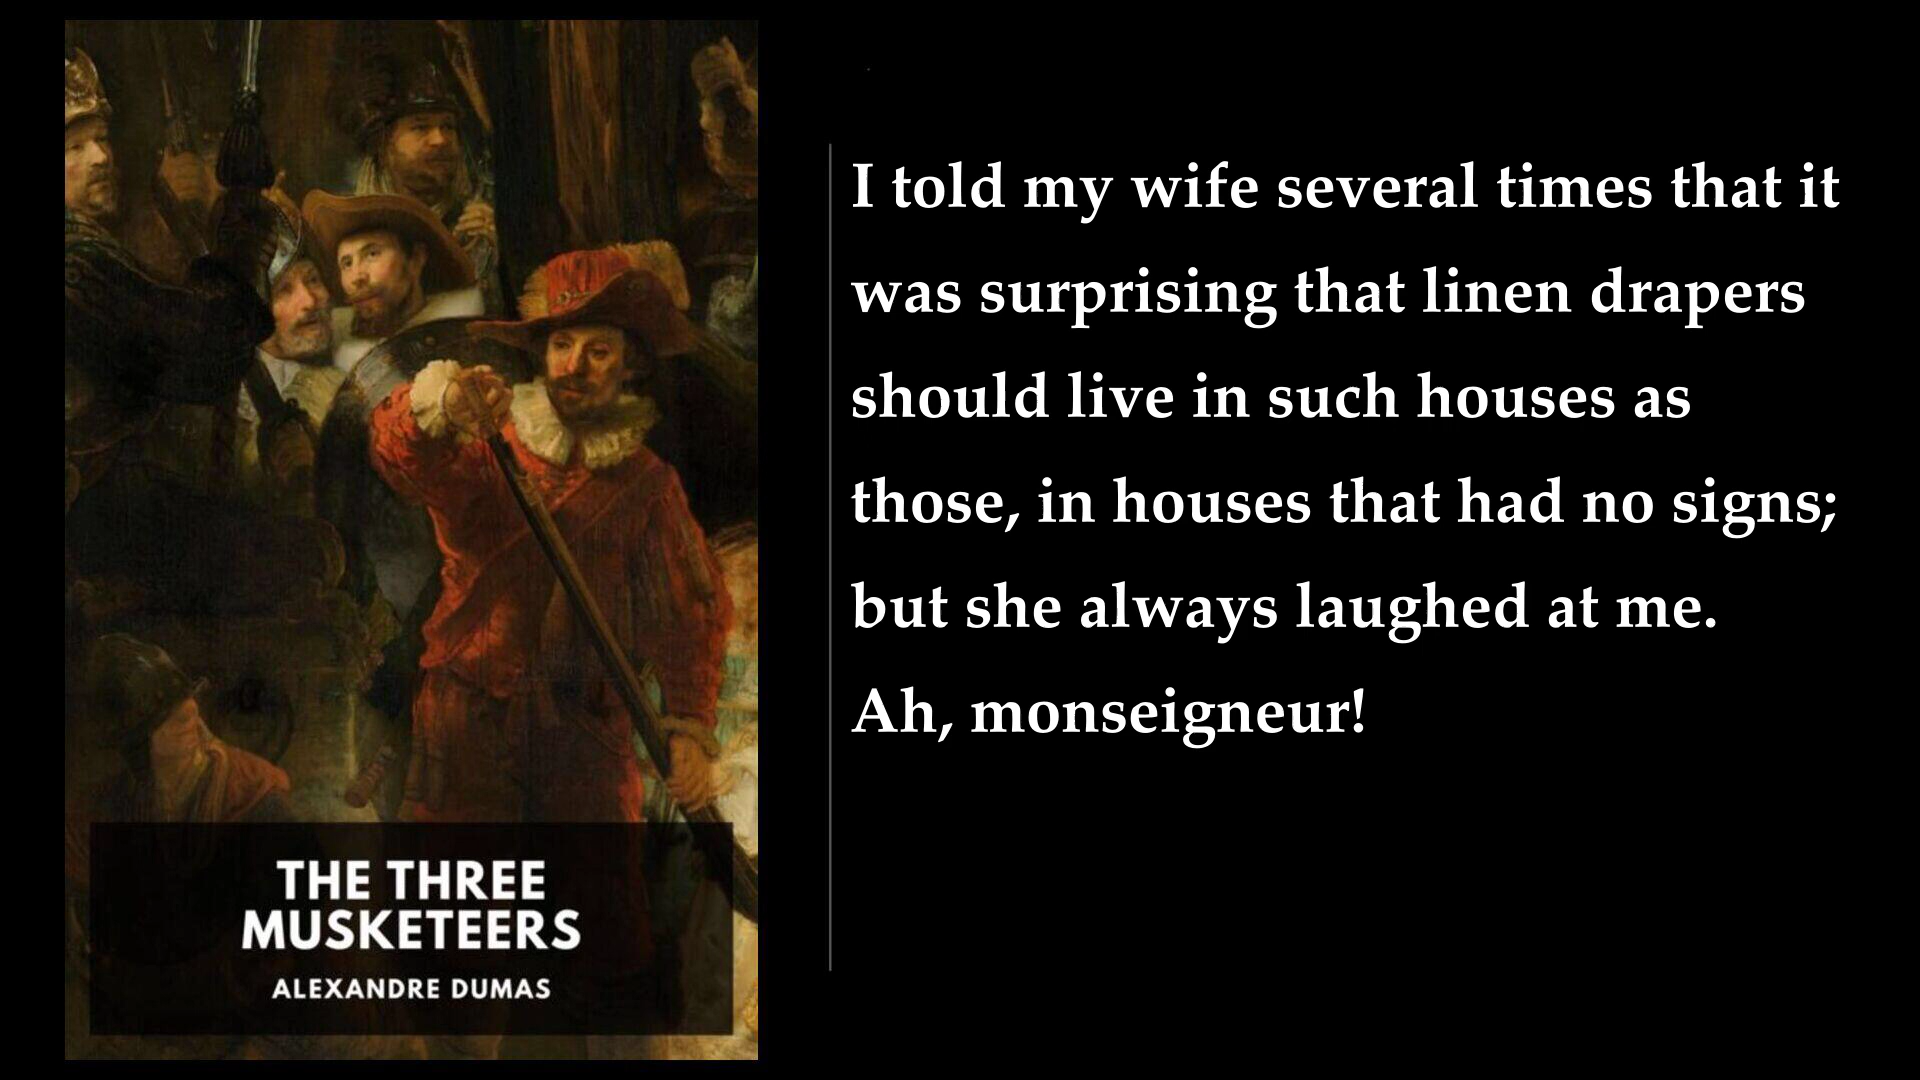 THE THREE
MUSKETEERS
ALEXANDRE DUMAS
I told my wife several times that it
was surprising that linen drapers
should live in such houses as
those, in houses that had no signs;
but she always laughed at me.
Ah, monseigneur!